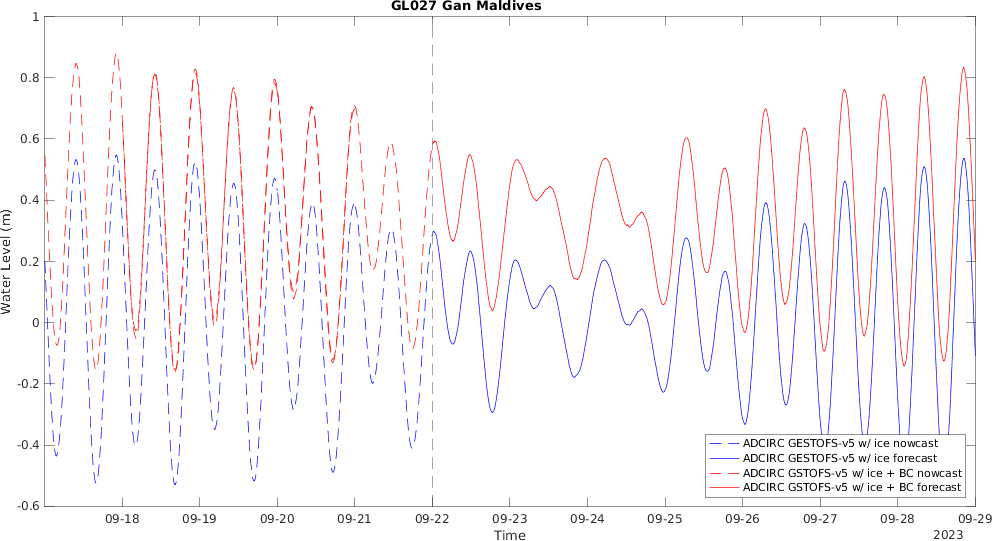 GL027 Gan Maldives
Water Level (m)
1
0.8
0.6
0.4
0.2
0
-0.2
-0.4
-0.6
ADCIRC GESTOFS-v5 w/ ice nowcast
ADCIRC GESTOFS-v5 w/ ice forecast
ADCIRC GSTOFS-v5 w/ ice + BC nowcast
ADCIRC GSTOFS-v5 w/ ice + BC forecast
09-18 09-19 09-20 09-21 09-22 09-23 09-24 09-25 09-26 09-27 09-28 09-29
Time
2023